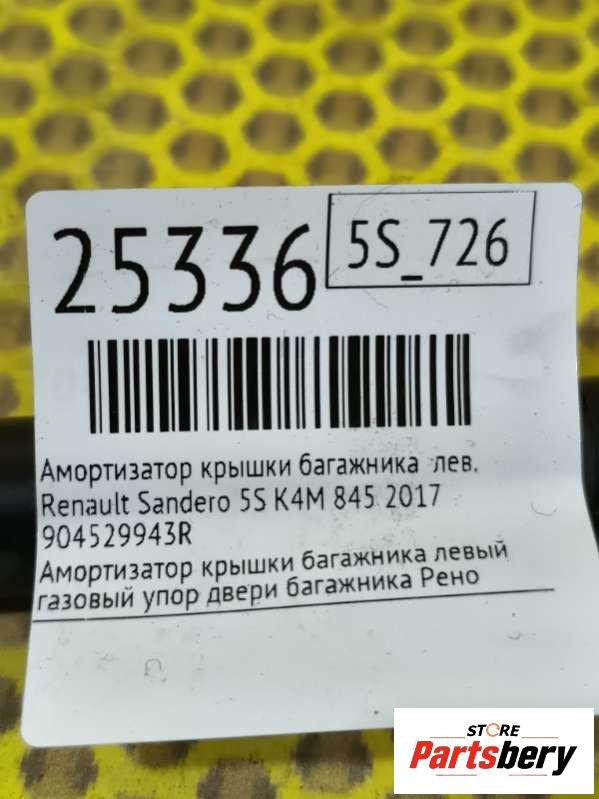 25336
5S_726
Амортизатор крышки багажника лев.
Renault Sandero 5S K4M 845 2017
904529943R
Амортизатор крышки багажника левый
газовый упор двери багажника Рено
STORE
Partsbery